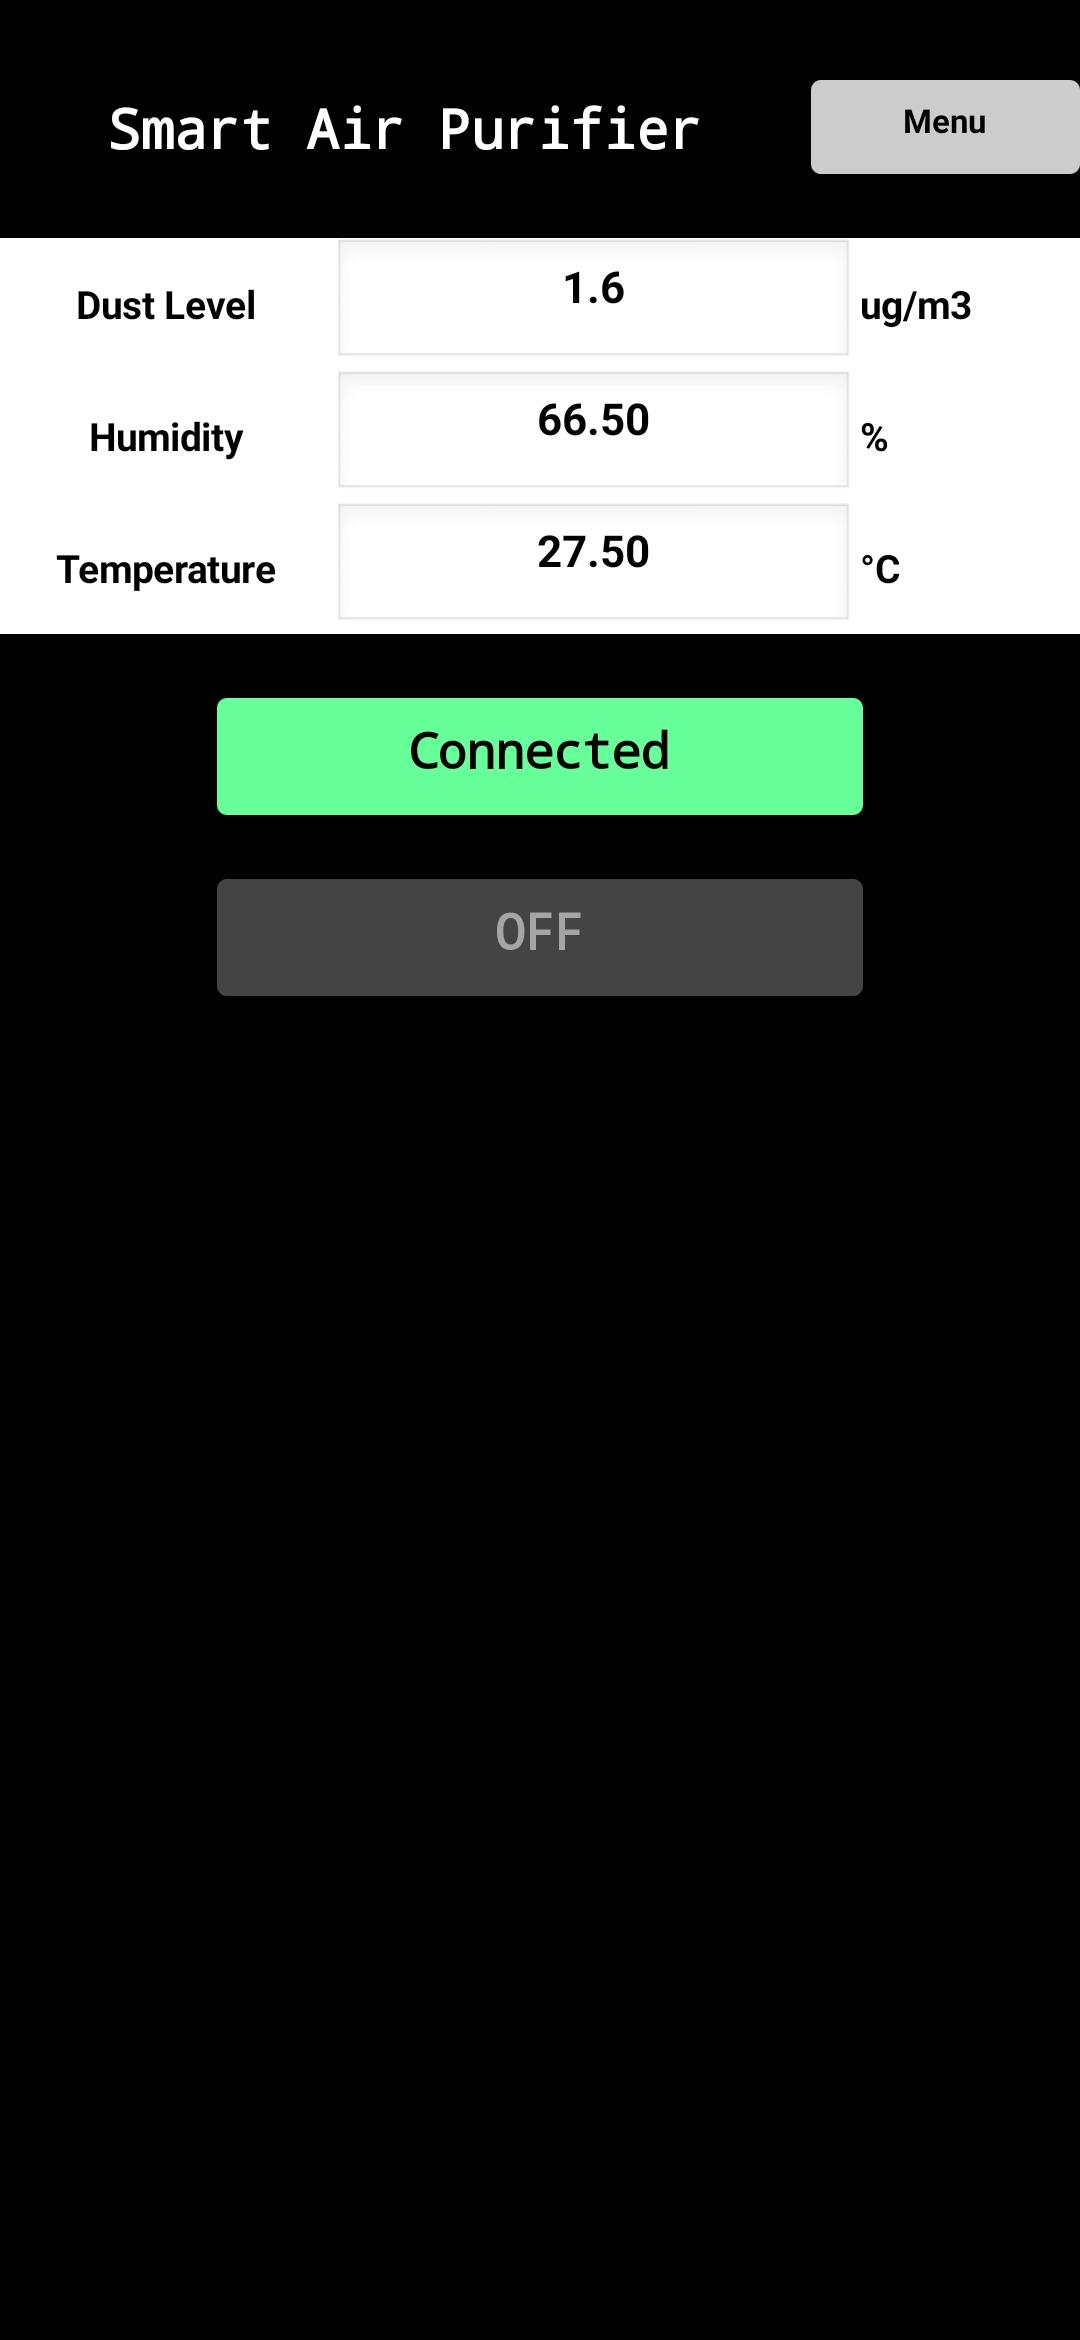 Smart Air Purifier
Menu
Dust Level 1.6 ug/m3
Humidity 66.50 %
Temperature 27.50 °C
Connected
OFF